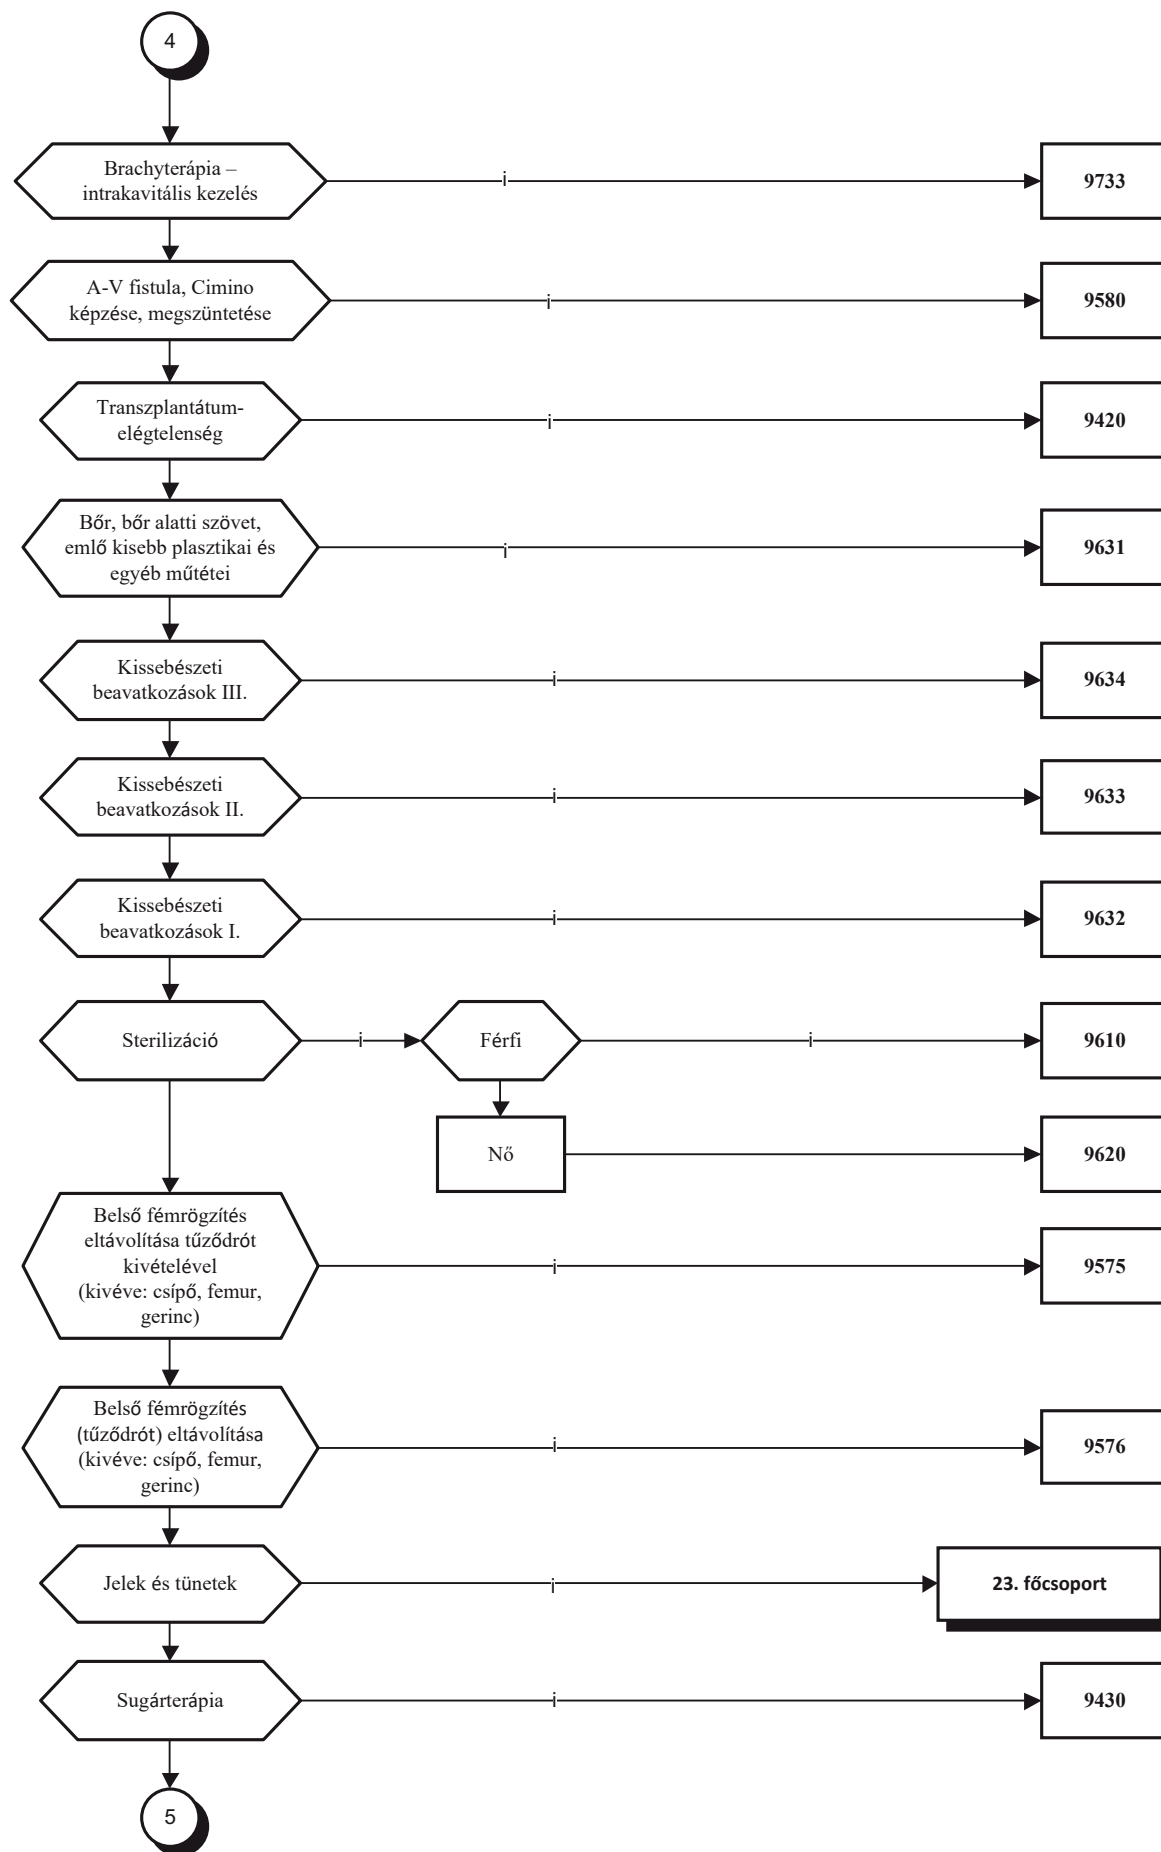 4
Brachyterápia –
intrakavitális kezelés
i
9733
A-V fistula, Cimino
képzése, megszüntetése
i
9580
Transzplantátum-
elégtelenség
i
9420
Bőr, bőr alatti szövet,
emlő kisebb plasztikai és
egyéb műtétei
i
9631
Kissebészeti
beavatkozások III.
i
9634
Kissebészeti
beavatkozások II.
i
9633
Kissebészeti
beavatkozások I.
i
9632
Sterilizáció
i
Férfi
i
9610
Nő
9620
Belső fémrögzítés
eltávolítása tűződrót
kivételével
(kivéve: csípő, femur,
gerinc)
i
9575
Belső fémrögzítés
(tűződrót) eltávolítása
(kivéve: csípő, femur,
gerinc)
i
9576
Jelek és tünetek
i
23. főcsoport
Sugárterápia
i
9430
5